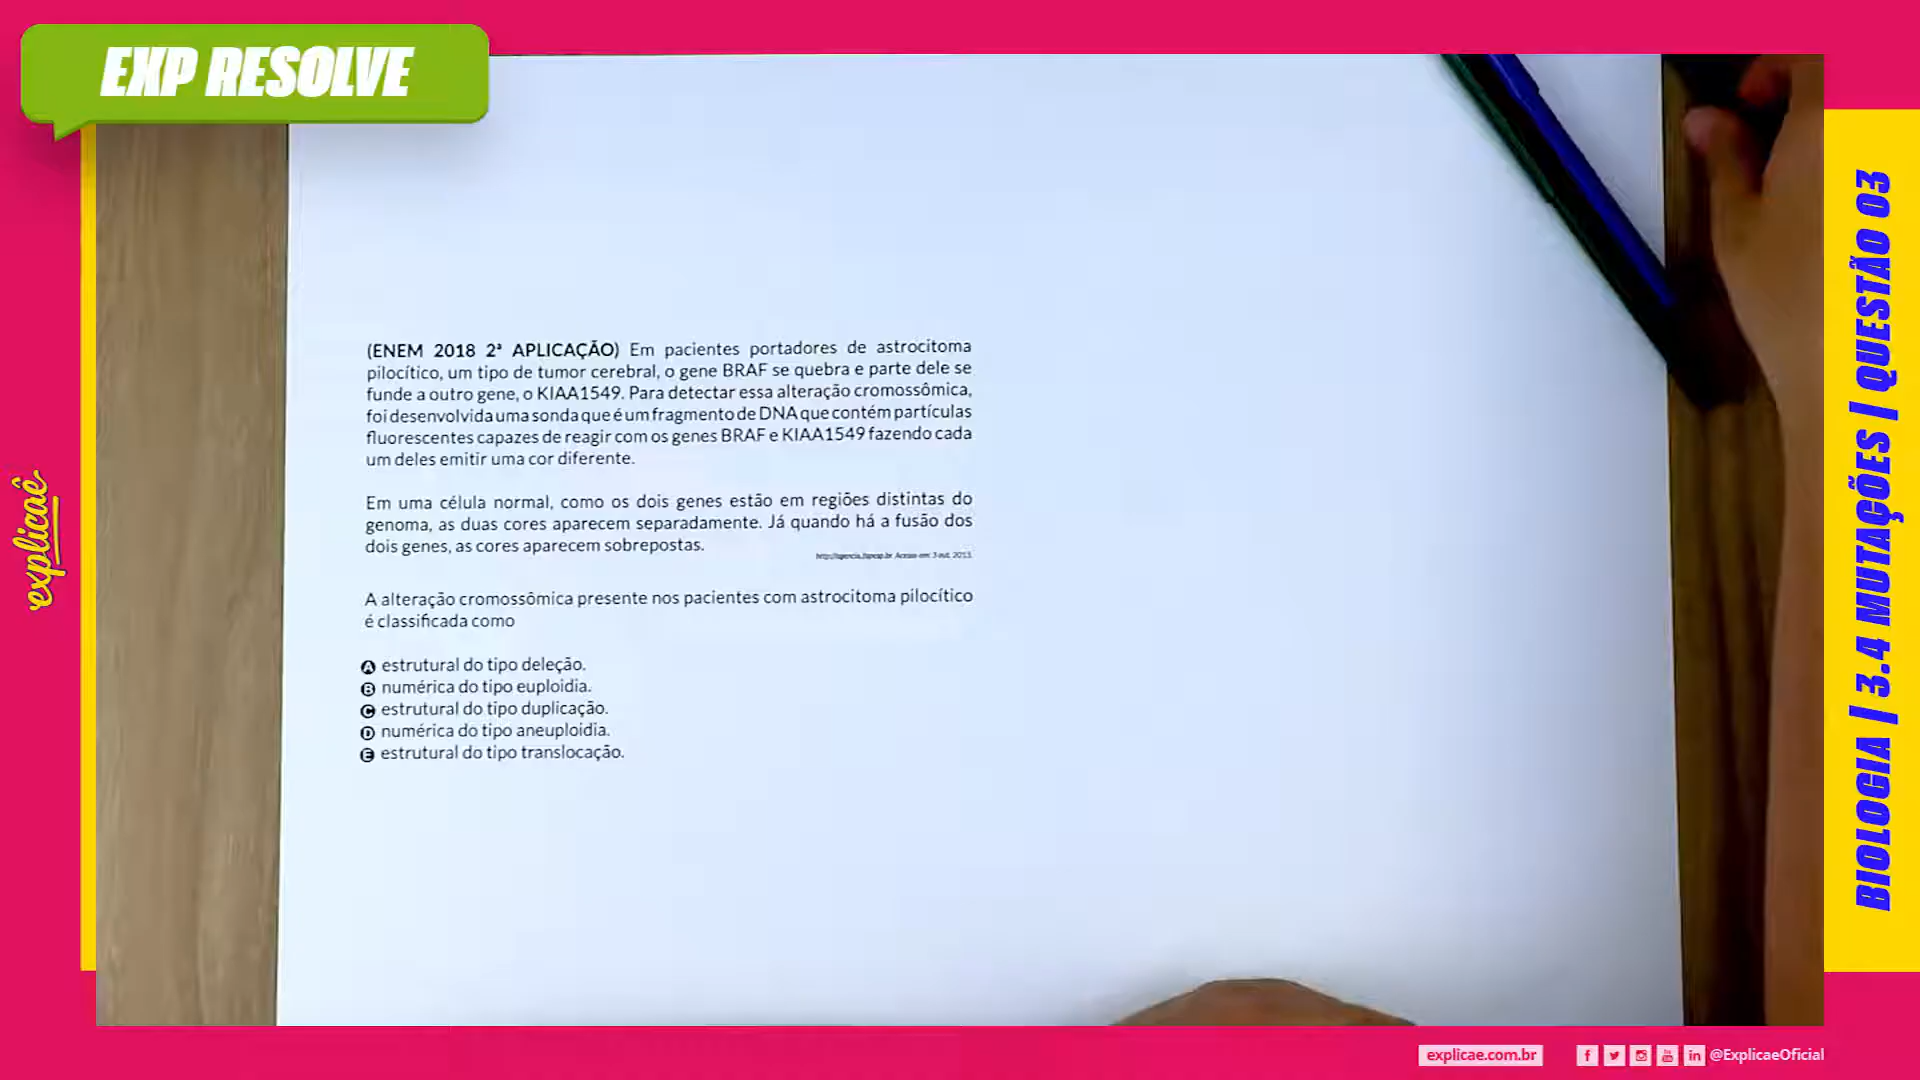 EXP RESOLVE
(ENEM 2018 2ª APLICAÇÃO) Em pacientes portadores de astrocitoma
pilocítico, um tipo de tumor cerebral, o gene BRAF se quebra e parte dele se
funde a outro gene, o KIAA1549. Para detectar essa alteração cromossômica,
foi desenvolvida uma sonda que é um fragmento de DNA que contém partículas
fluorescentes capazes de reagir com os genes BRAF e KIAA1549 fazendo cada
um deles emitir uma cor diferente.
Em uma célula normal, como os dois genes estão em regiões distintas do
genoma, as duas cores aparecem separadamente. Já quando há a fusão dos
dois genes, as cores aparecem sobrepostas.
Acesso em: 3 out. 2013.
A alteração cromossômica presente nos pacientes com astrocitoma pilocítico
é classificada como
A estrutural do tipo deleção.
B numérica do tipo euploidia.
C estrutural do tipo duplicação.
D numérica do tipo aneuploidia.
E estrutural do tipo translocação.
explicaê
BIOLOGIA | 3.4 MUTAÇÕES | QUESTÃO 03
explicae.com.br
@ExplicaeOficial